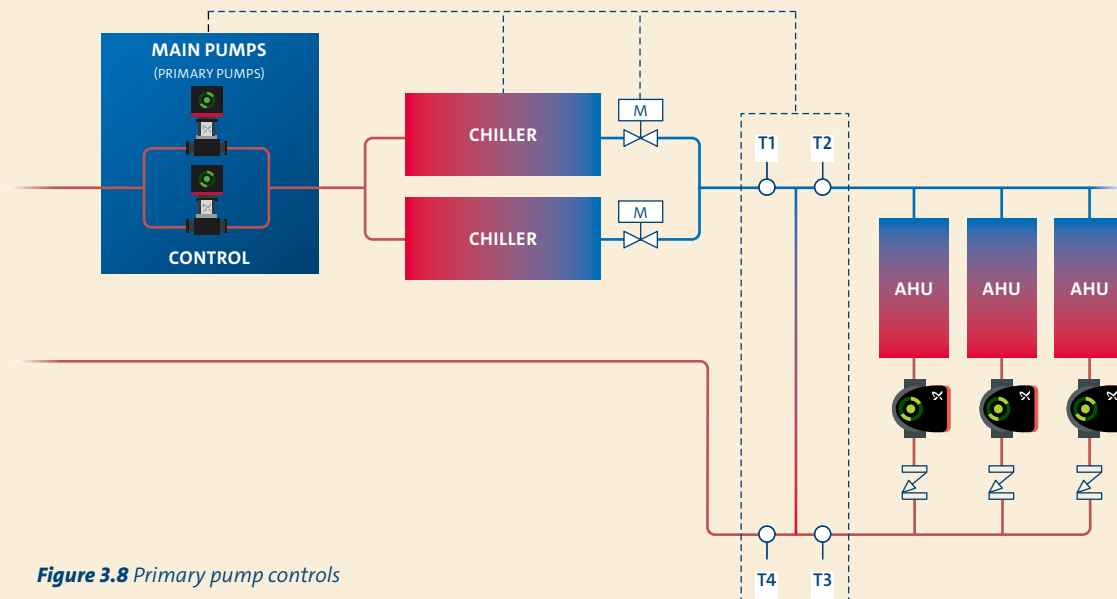 MAIN PUMPS
(PRIMARY PUMPS)
CONTROL
CHILLER
M
CHILLER
M
T1
T2
AHU
AHU
AHU
T4
T3
Figure 3.8 Primary pump controls